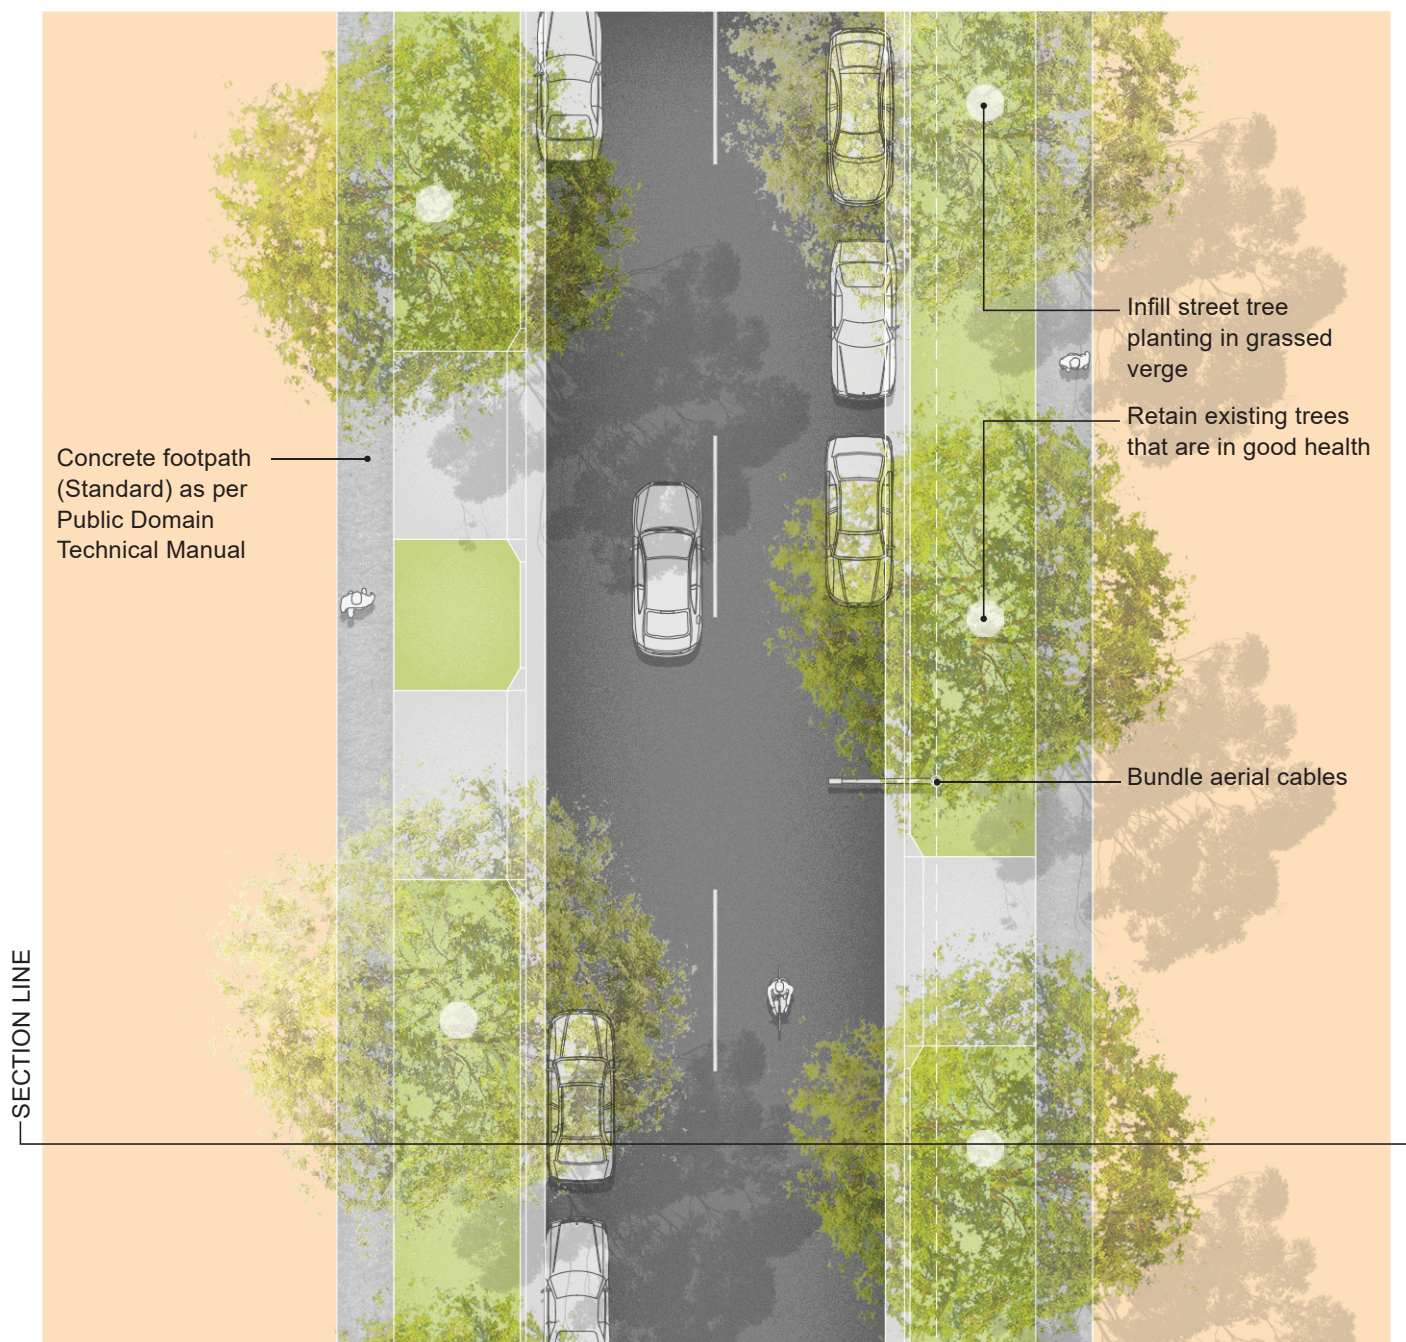 Infill street tree
planting in grassed
verge
Retain existing trees
that are in good health
Concrete footpath
(Standard) as per
Public Domain
Technical Manual
Bundle aerial cables
SECTION LINE